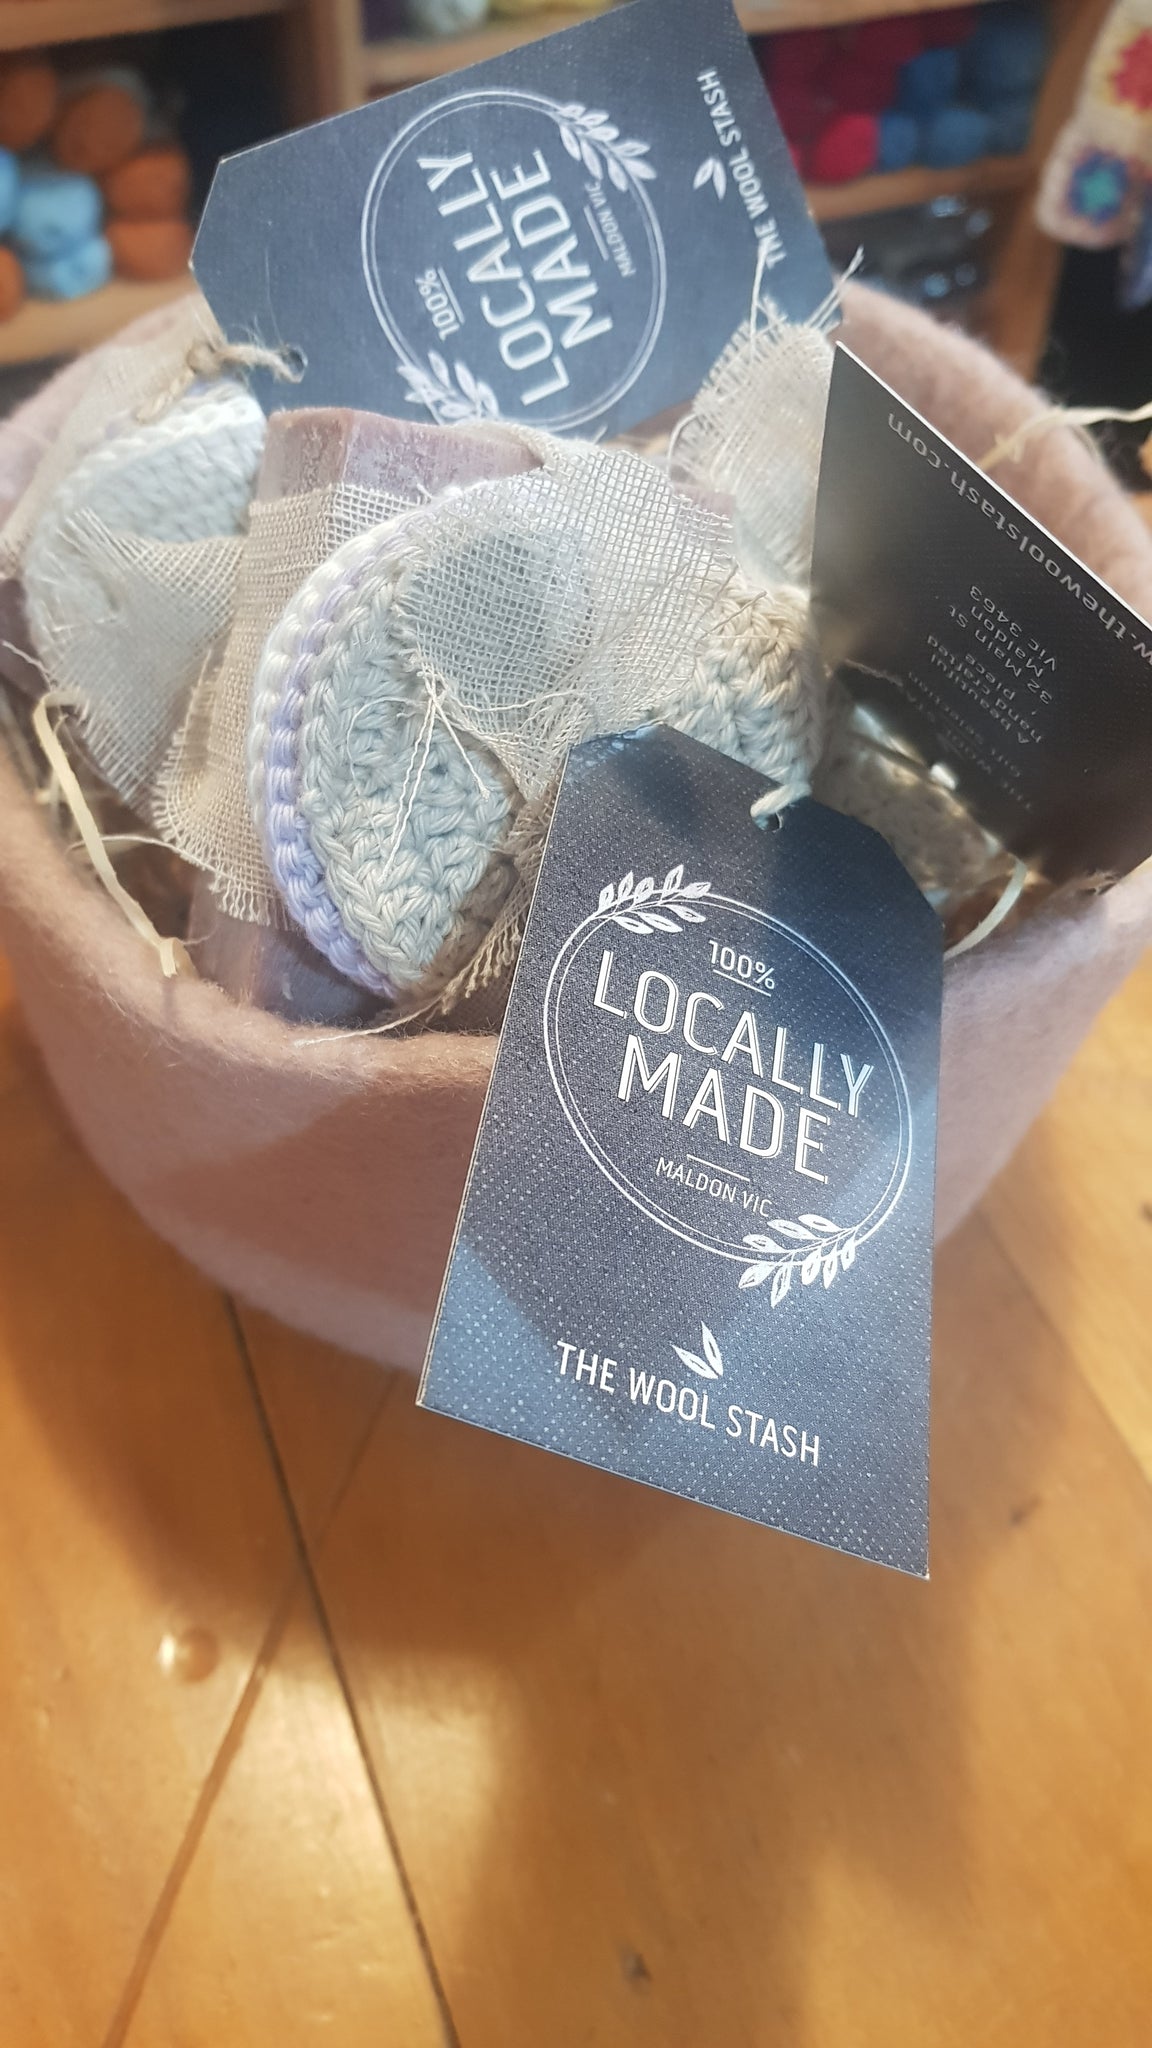 100%
LOCALLY
MADE
MALDON VIC
THE WOOL STASH
w.thewoolstash.com
A beautiful
handcrafted
32 Main st
Maldon
Vic 3463
100%
LOCALLY
MADE
MALDON VIC
THE WOOL STASH